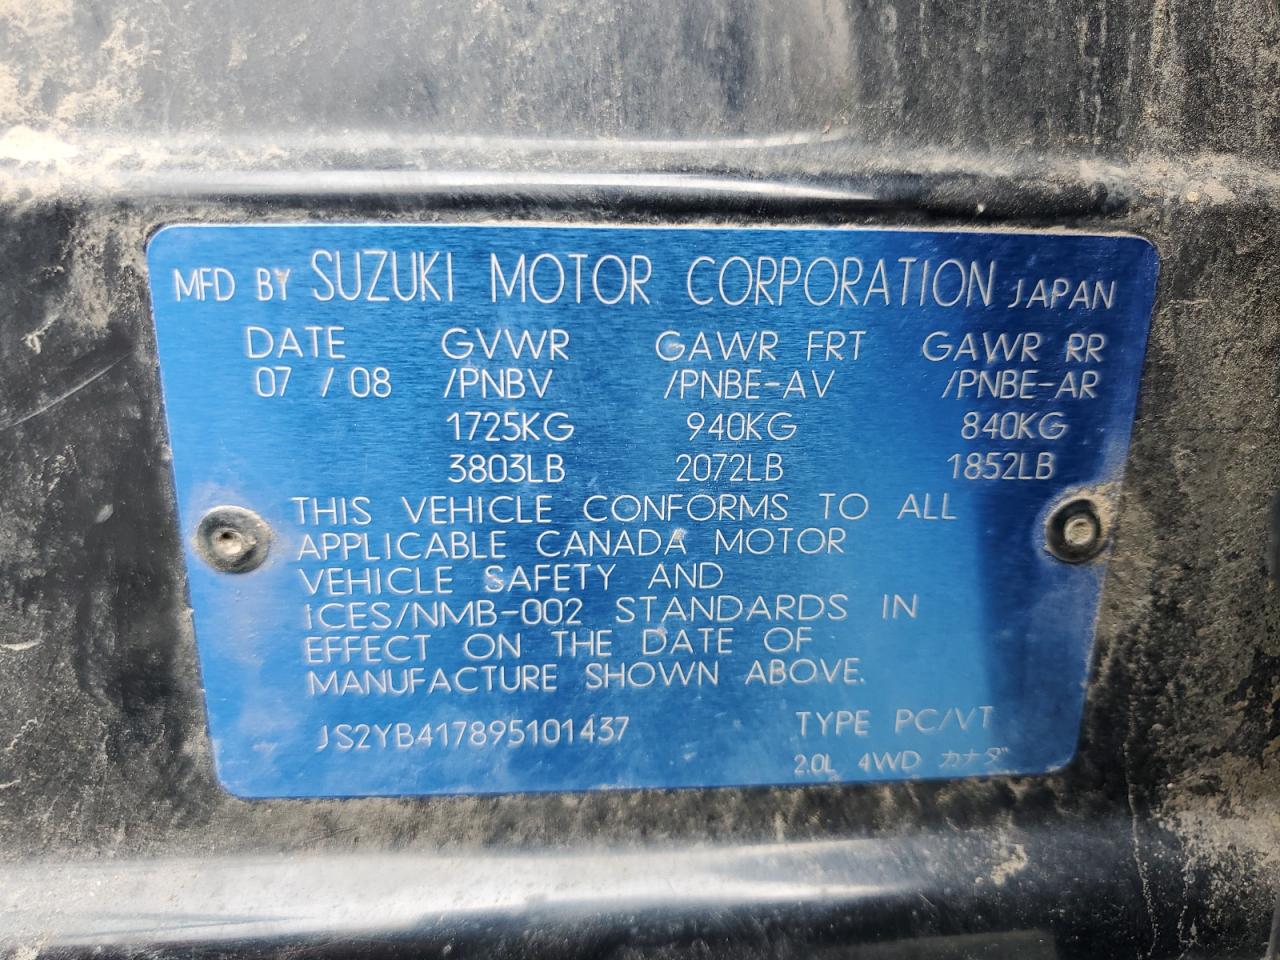 MFD BY SUZUKI MOTOR CORPORATION JAPAN
DATE GVWR GAWR FRT GAWR RR
07 / 08 /PNBV /PNBE-AV /PNBE-AR
1725KG 940KG 840KG
3803LB 2072LB 1852LB
THIS VEHICLE CONFORMS TO ALL
APPLICABLE CANADA MOTOR
VEHICLE SAFETY AND
ICES/NMB-002 STANDARDS IN
EFFECT ON THE DATE OF
MANUFACTURE SHOWN ABOVE.
JS2YB417895101437 TYPE PC/VT
2.0L 4WD カナダ